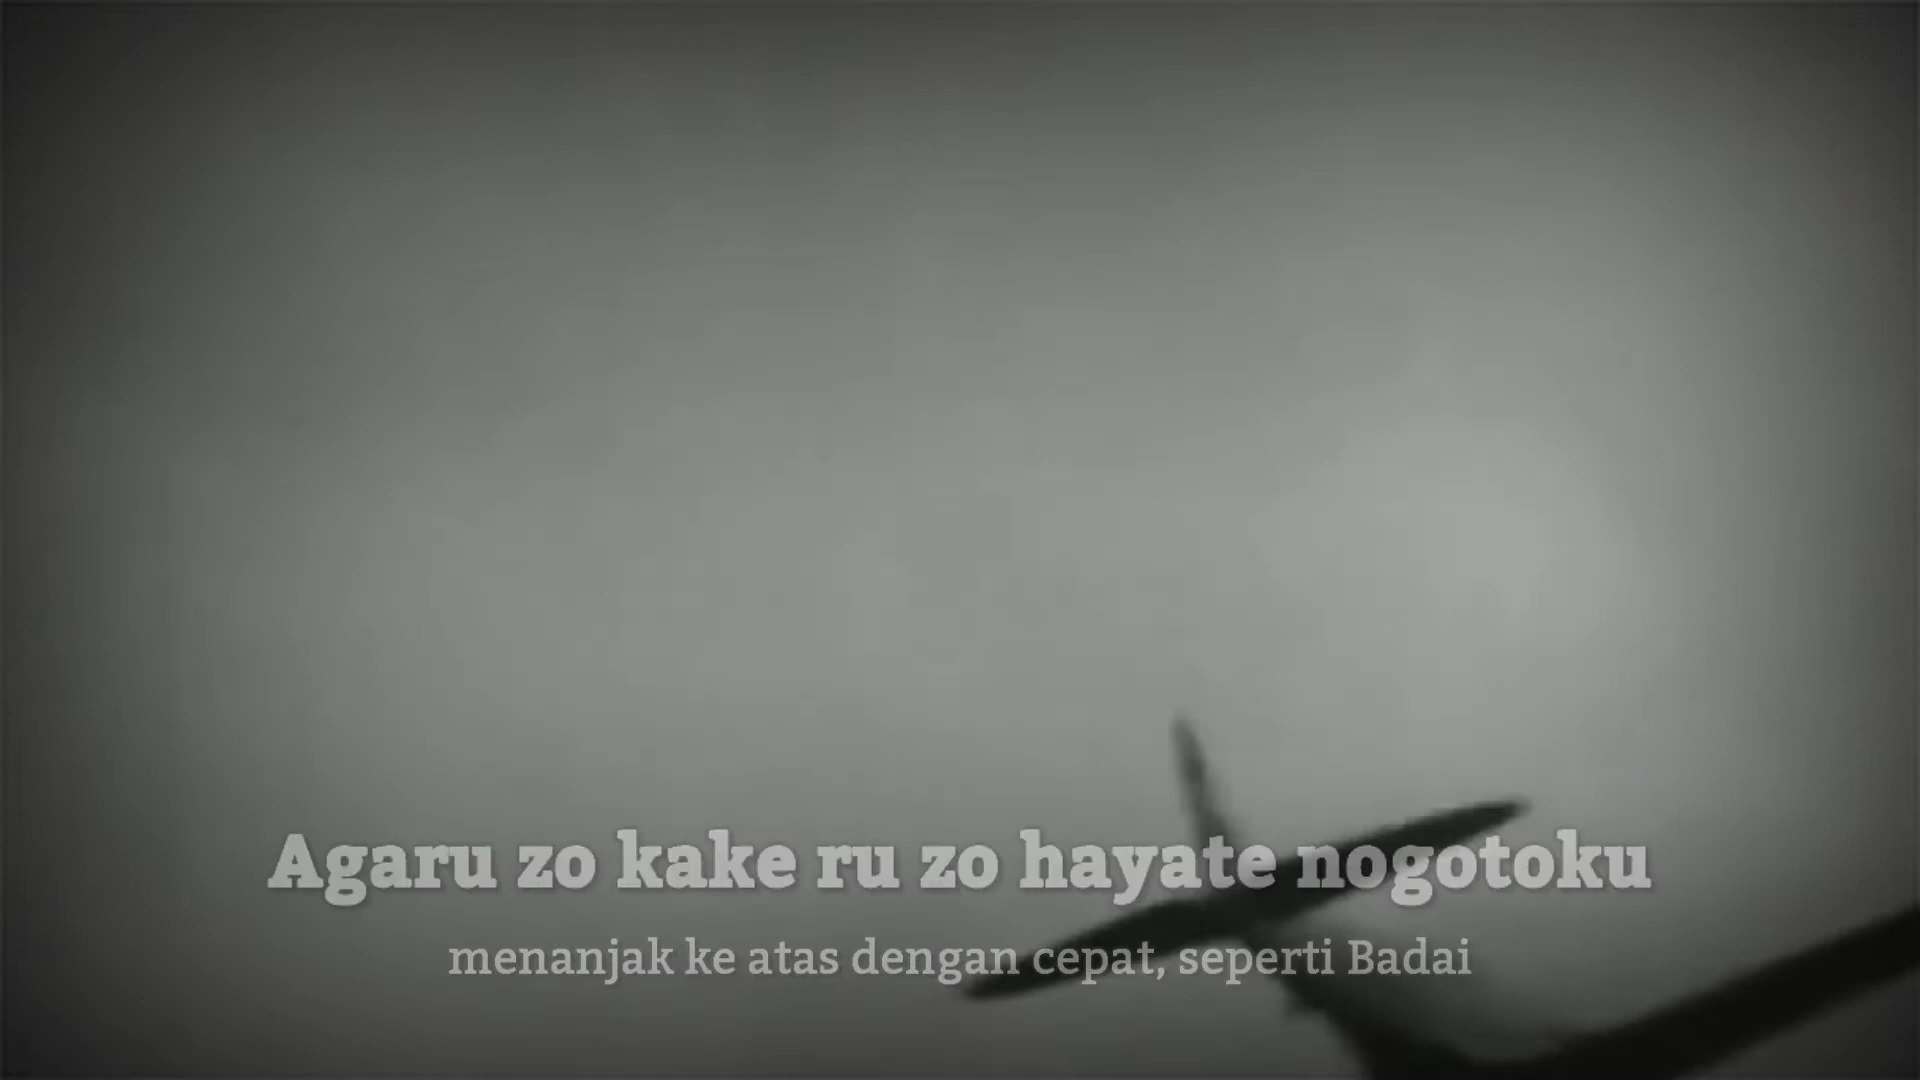 Agaru zo kake ru zo hayate nogotoku
menanjak ke atas dengan cepat, seperti Badai